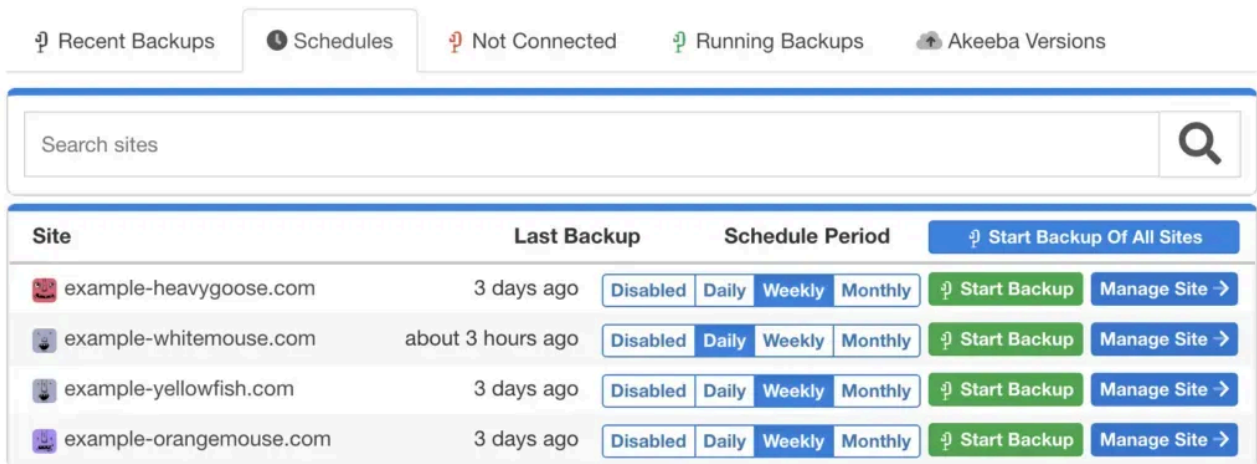 Recent Backups Schedules Not Connected Running Backups Akeeba Versions
Search sites
Site Last Backup Schedule Period Start Backup Of All Sites
example-heavygoose.com 3 days ago Disabled Daily Weekly Monthly Start Backup Manage Site →
example-whitemouse.com about 3 hours ago Disabled Daily Weekly Monthly Start Backup Manage Site →
example-yellowfish.com 3 days ago Disabled Daily Weekly Monthly Start Backup Manage Site →
example-orangemouse.com 3 days ago Disabled Daily Weekly Monthly Start Backup Manage Site →